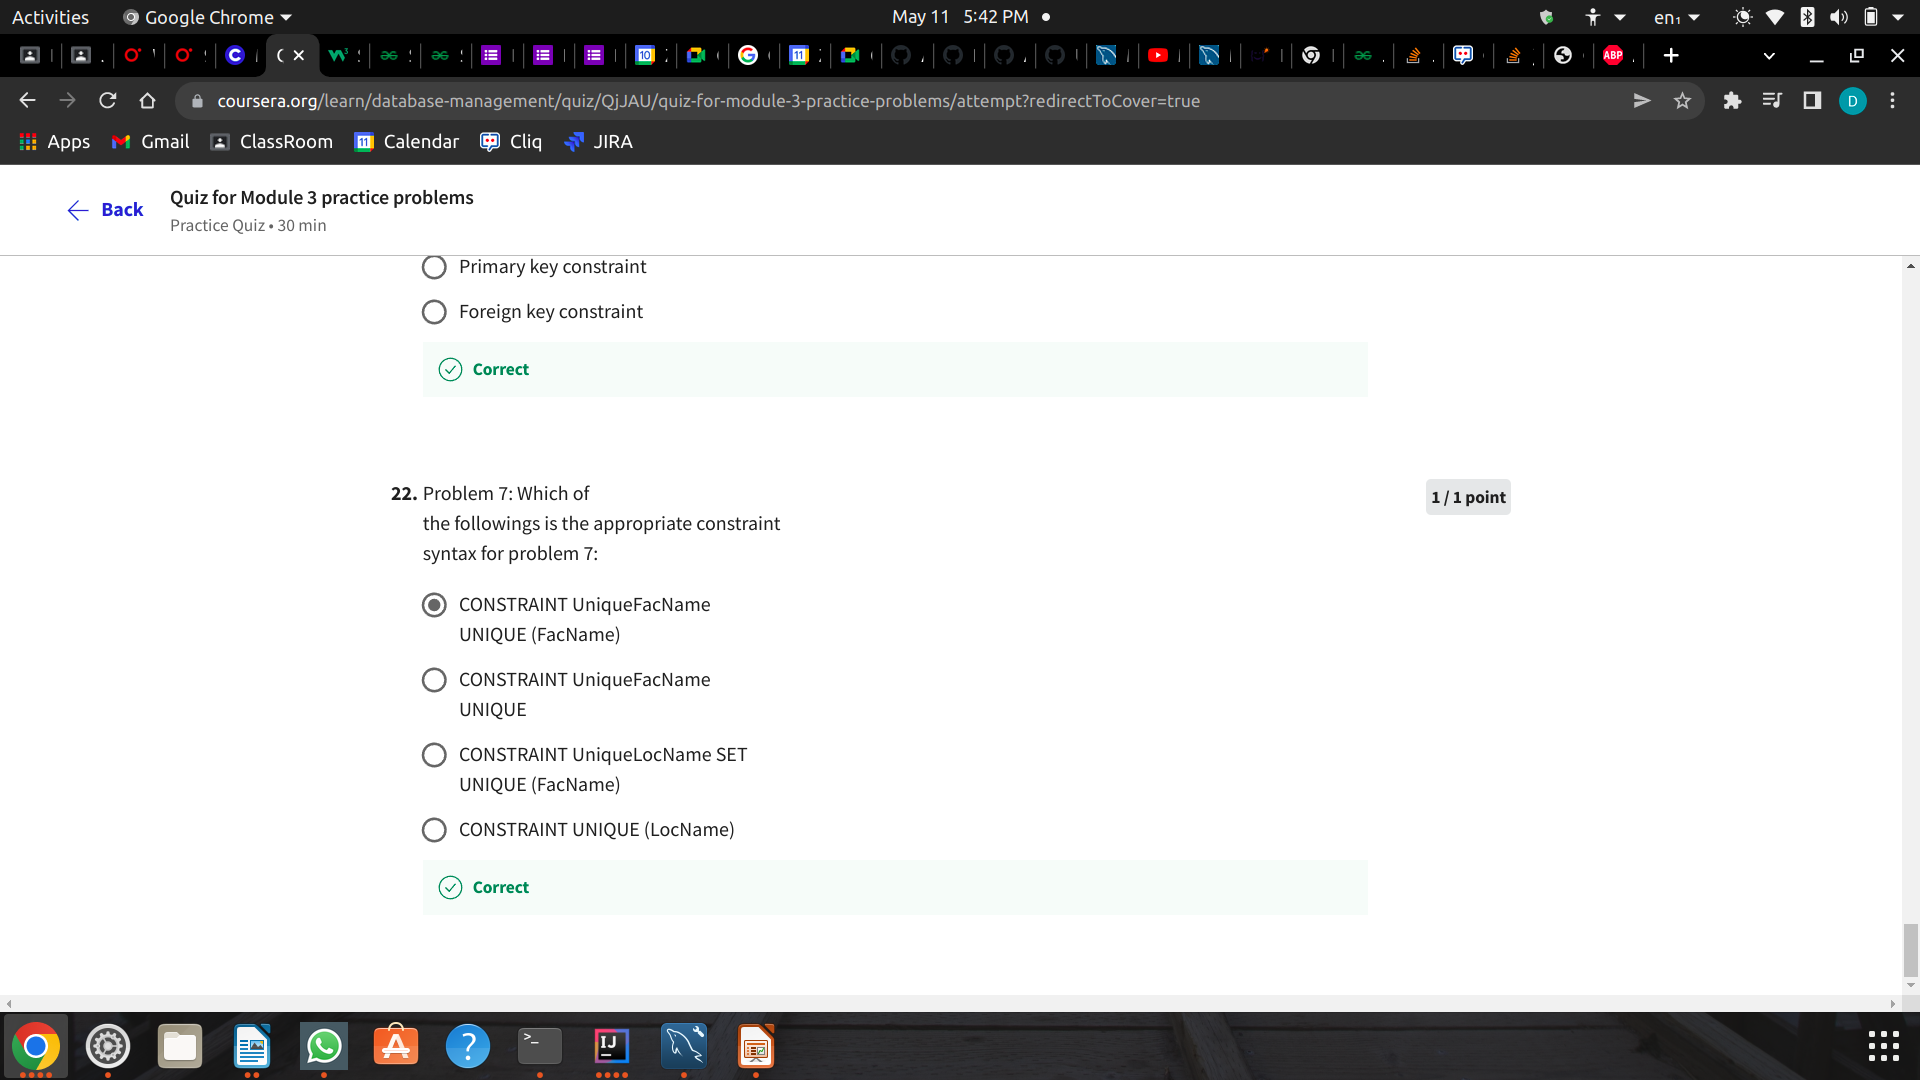 Activities
Google Chrome
May 11 5:42 PM
en₁
coursera.org/learn/database-management/quiz/QjJAU/quiz-for-module-3-practice-problems/attempt?redirectToCover=true
D
Apps
Gmail
ClassRoom
Calendar
Cliq
JIRA
Back
Quiz for Module 3 practice problems
Practice Quiz • 30 min
Primary key constraint
Foreign key constraint
Correct
22. Problem 7: Which of
the followings is the appropriate constraint
syntax for problem 7:
1 / 1 point
CONSTRAINT UniqueFacName
UNIQUE (FacName)
CONSTRAINT UniqueFacName
UNIQUE
CONSTRAINT UniqueLocName SET
UNIQUE (FacName)
CONSTRAINT UNIQUE (LocName)
Correct